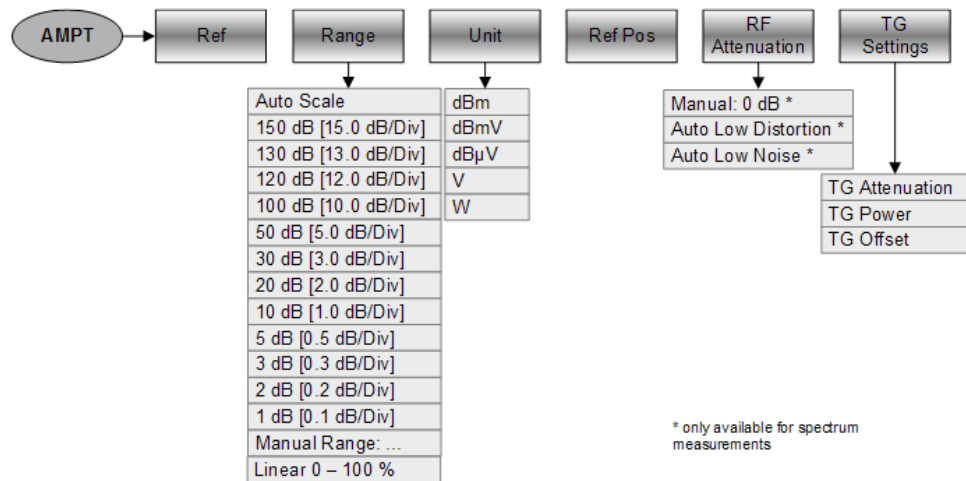 AMPT
Ref
Range
Unit
Ref Pos
RF
Attenuation
TG
Settings
Auto Scale
150 dB [15.0 dB/Div]
130 dB [13.0 dB/Div]
120 dB [12.0 dB/Div]
100 dB [10.0 dB/Div]
50 dB [5.0 dB/Div]
30 dB [3.0 dB/Div]
20 dB [2.0 dB/Div]
10 dB [1.0 dB/Div]
5 dB [0.5 dB/Div]
3 dB [0.3 dB/Div]
2 dB [0.2 dB/Div]
1 dB [0.1 dB/Div]
Manual Range: ...
Linear 0 – 100 %
dBm
dBmV
dBµV
V
W
Manual: 0 dB *
Auto Low Distortion *
Auto Low Noise *
TG Attenuation
TG Power
TG Offset
* only available for spectrum
measurements